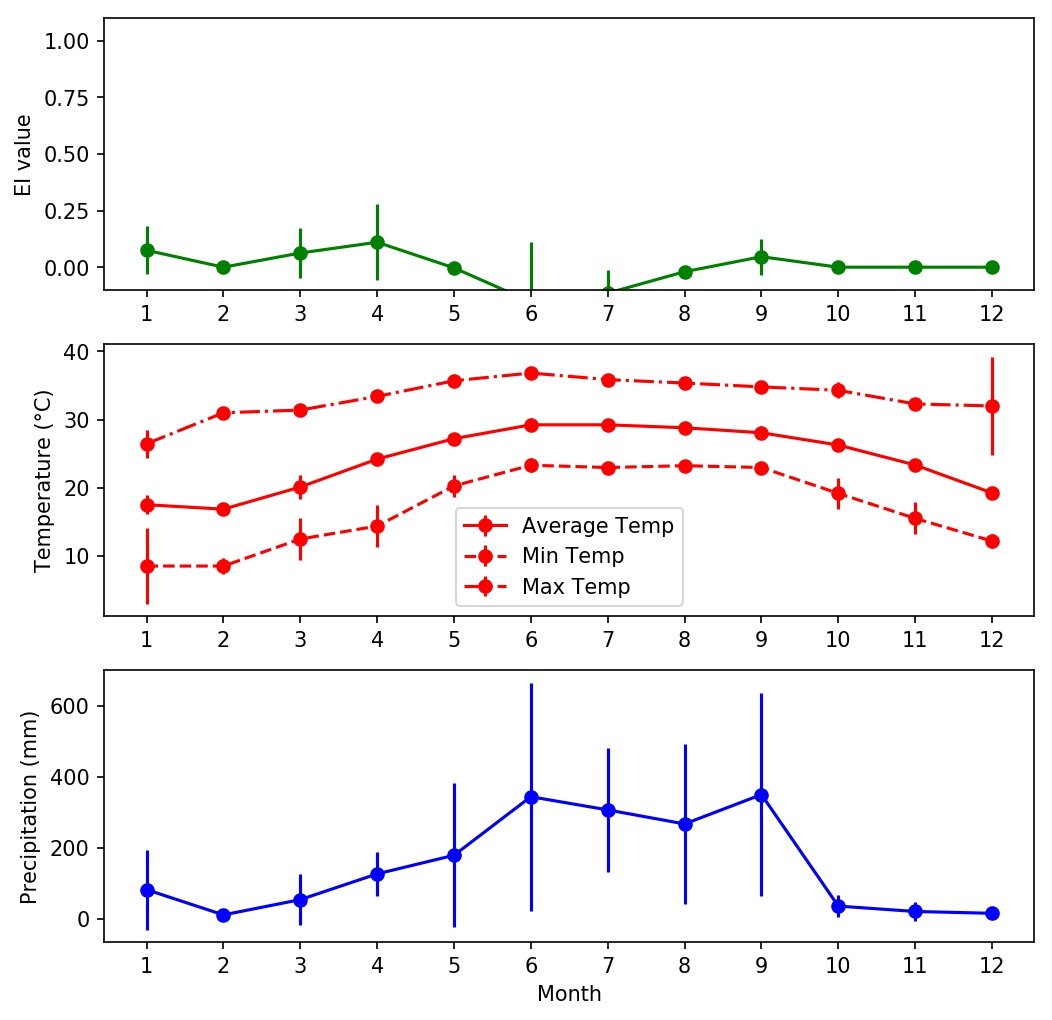 1.00
0.75
0.50
0.25
0.00
EI value
1 2 3 4 5 6 7 8 9 10 11 12
40
30
20
10
Temperature (°C)
Average Temp
Min Temp
Max Temp
1 2 3 4 5 6 7 8 9 10 11 12
600
400
200
0
Precipitation (mm)
1 2 3 4 5 6 7 8 9 10 11 12
Month